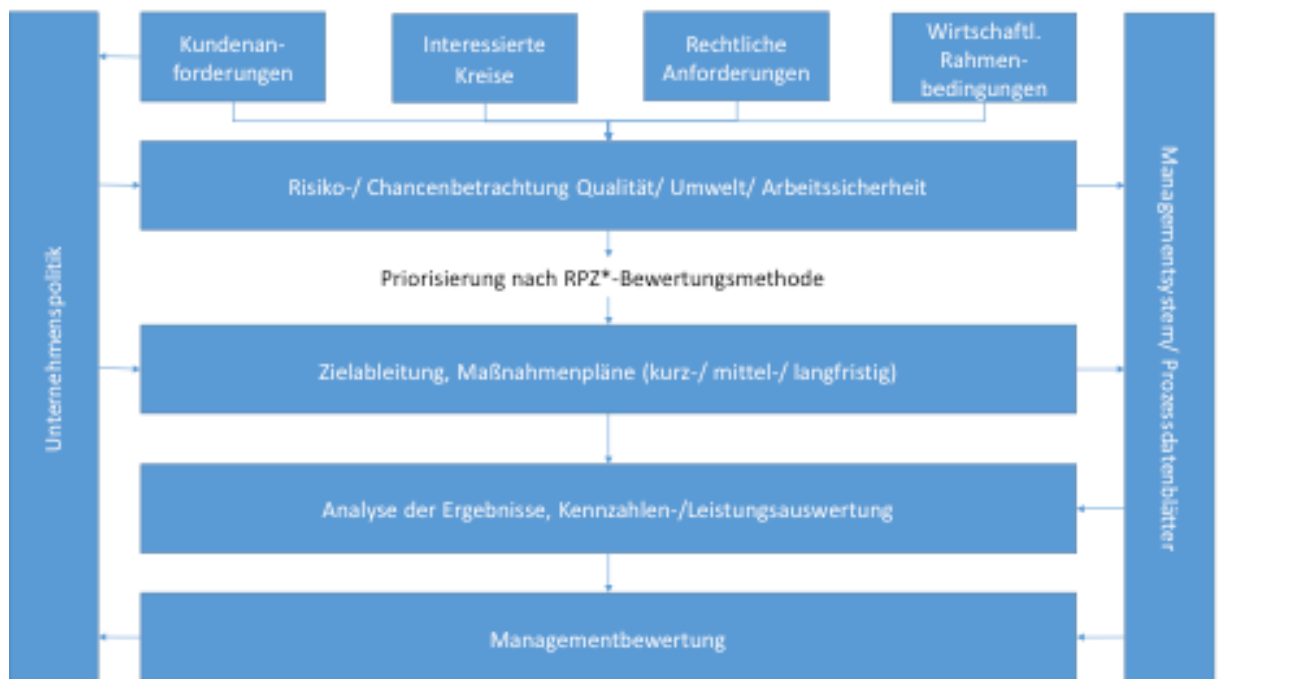 Kundenan-
forderungen
Interessierte
Kreise
Rechtliche
Anforderungen
Wirtschaftl.
Rahmen-
bedingungen
Risiko-/ Chancenbetrachtung Qualität/ Umwelt/ Arbeitssicherheit
Priorisierung nach RPZ*-Bewertungsmethode
Zielableitung, Maßnahmenpläne (kurz-/ mittel-/ langfristig)
Analyse der Ergebnisse, Kennzahlen-/Leistungsauswertung
Managementbewertung
Unternehmenspolitik
Managementsystem/ Prozessdatenblätter